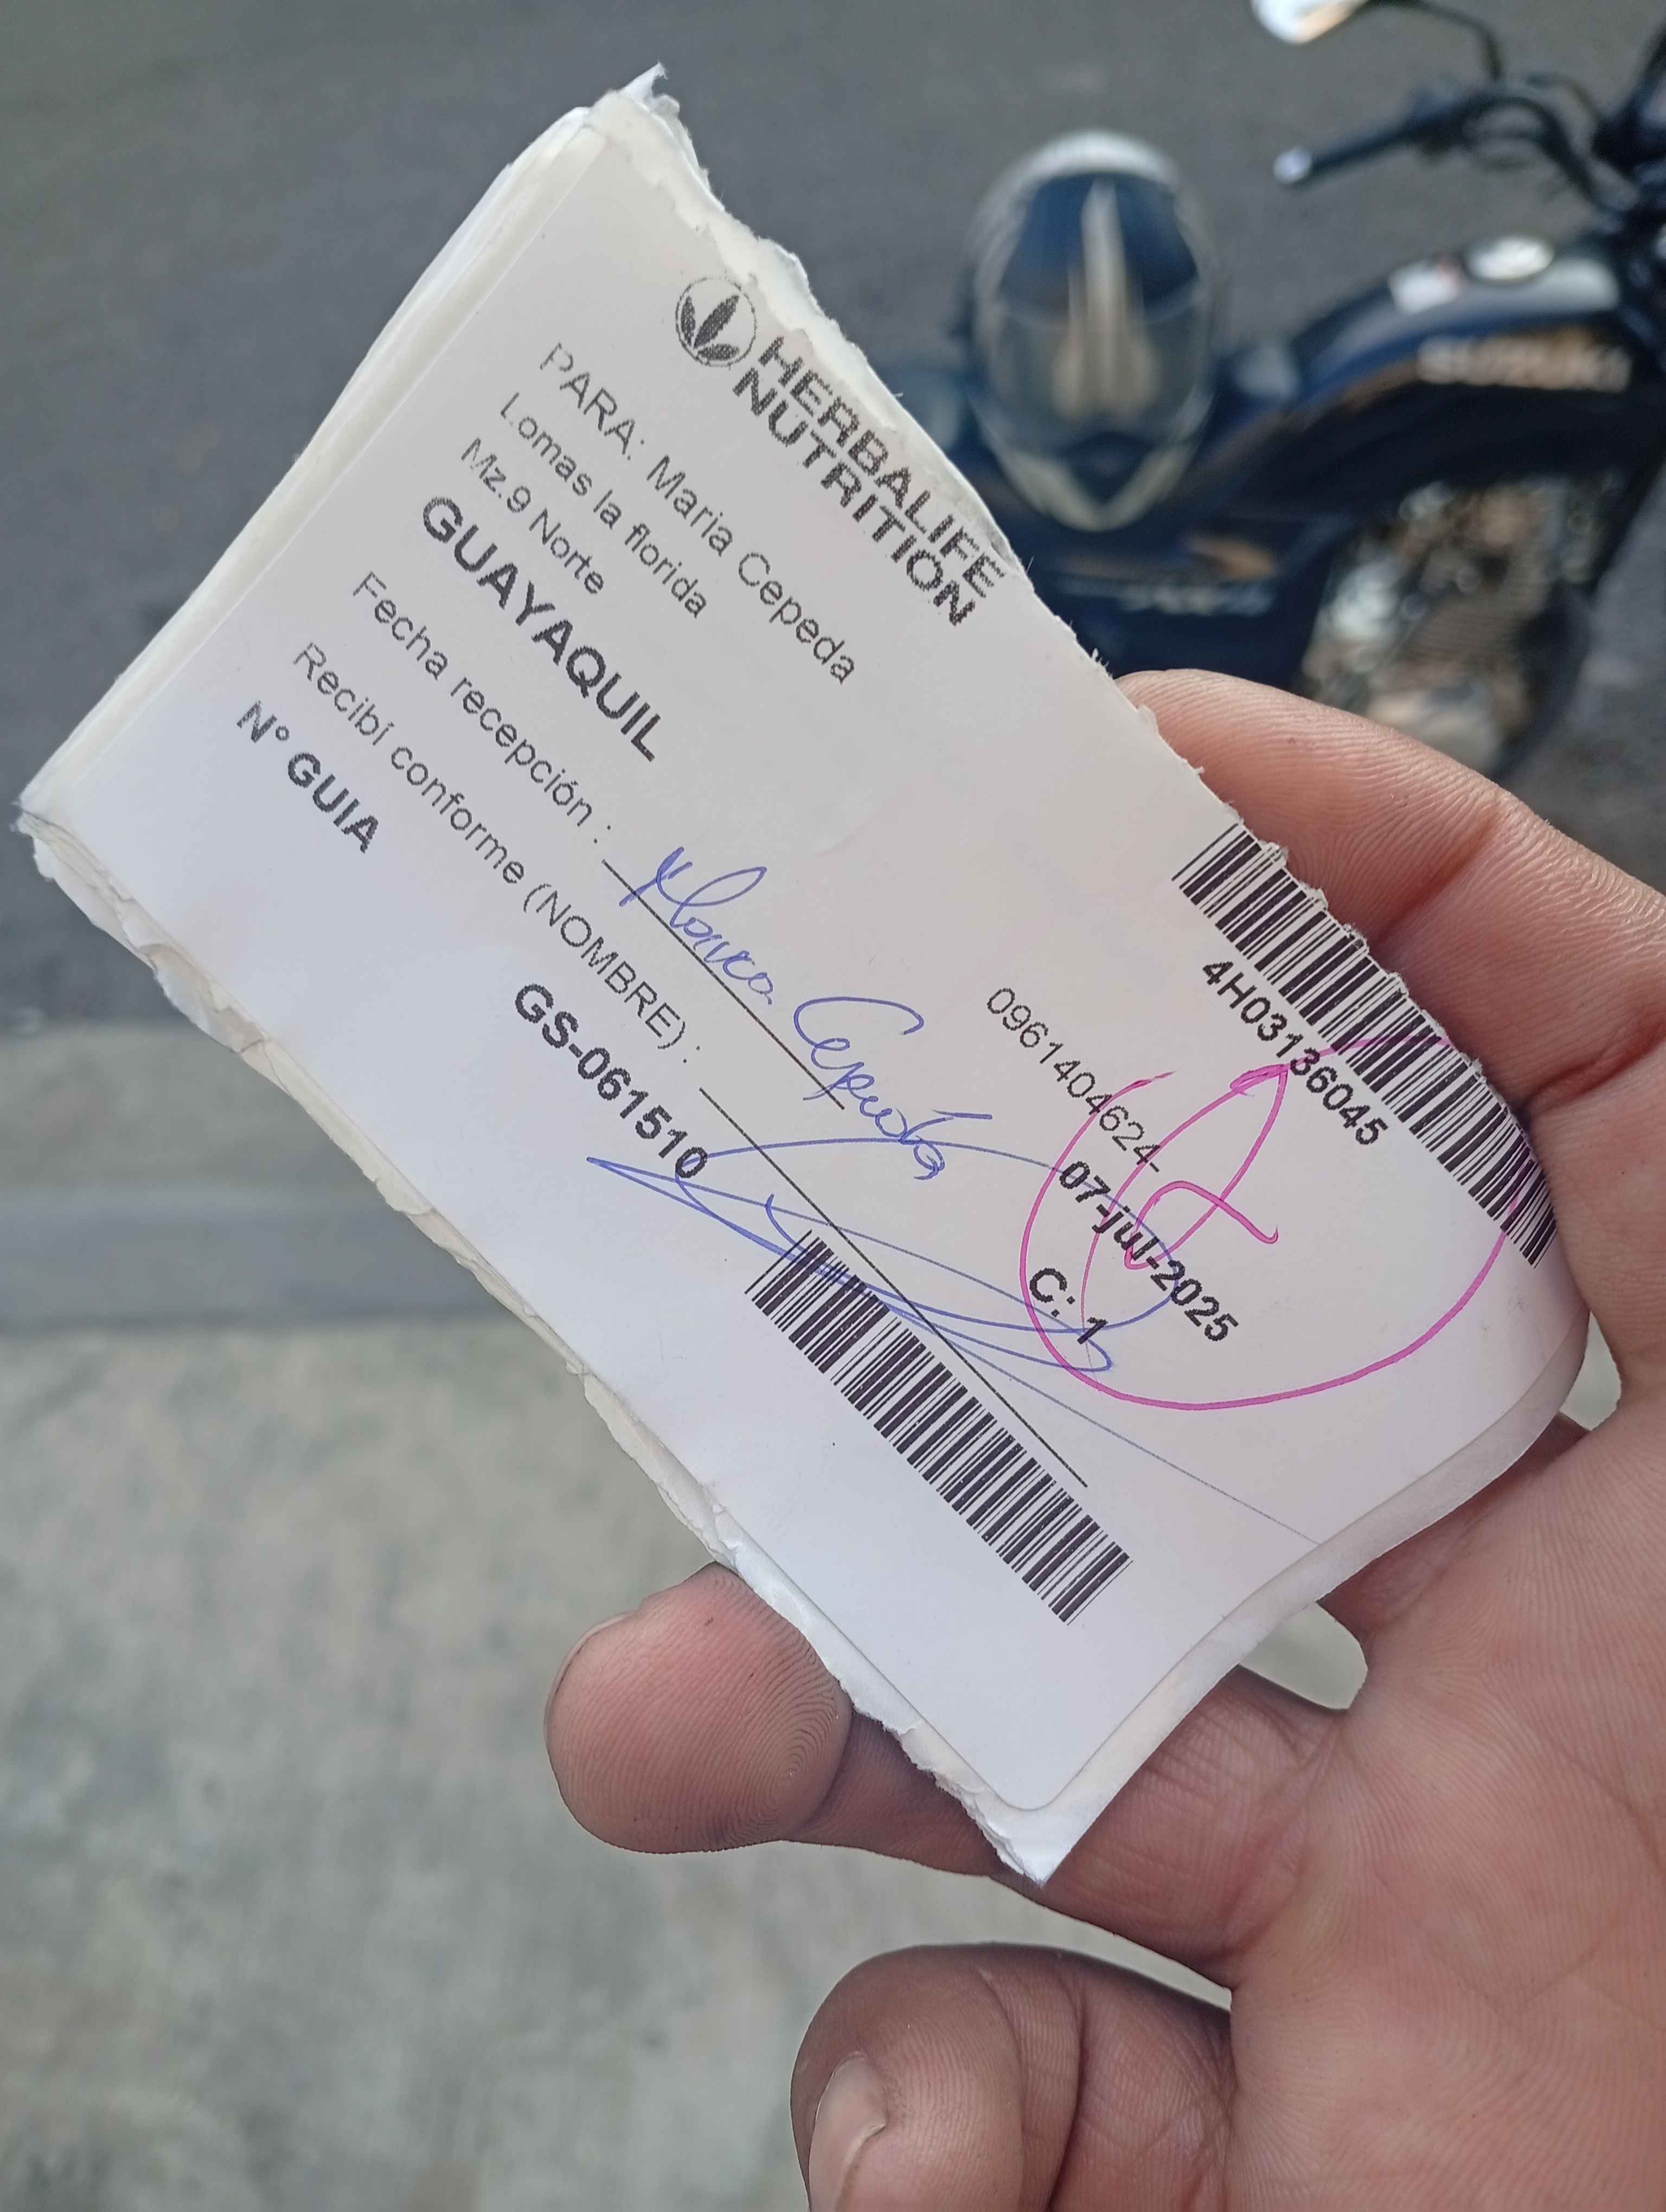 HERBALIFE
NUTRITION
4H03136045
PARA: Maria Cepeda
Lomas la florida
Mz.9 Norte
0961404624-
GUAYAQUIL
07-jul-2025
C: 1
Fecha recepción :
Cepeda
Recibí conforme (NOMBRE) :
N° GUIA
GS-061510
SUZUKI